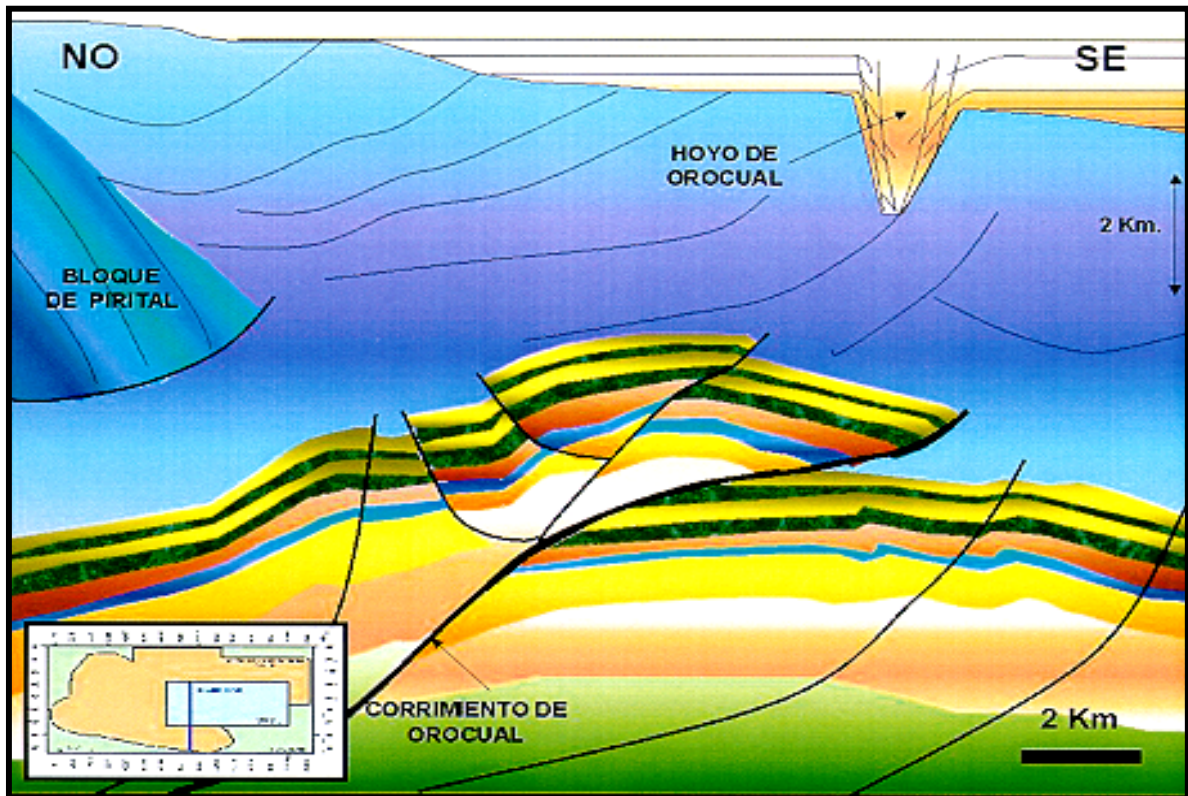 NO
SE
HOYO DE
OROCUAL
2 Km.
BLOQUE
DE PIRITAL
CORRIMIENTO DE
OROCUAL
2 Km